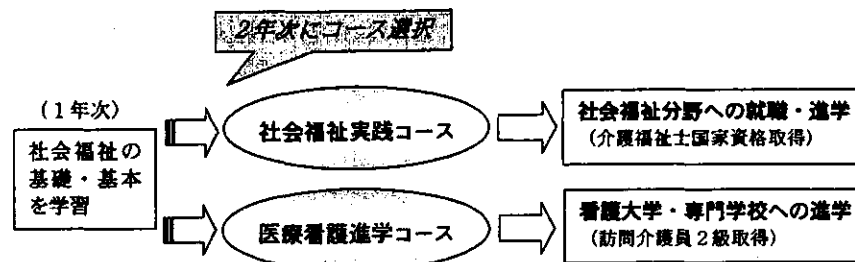 2年次にコース選択
(1年次)
社会福祉の
基礎・基本
を学習
社会福祉実践コース
社会福祉分野への就職・進学
(介護福祉士国家資格取得)
医療看護進学コース
看護大学・専門学校への進学
(訪問介護員2級取得)